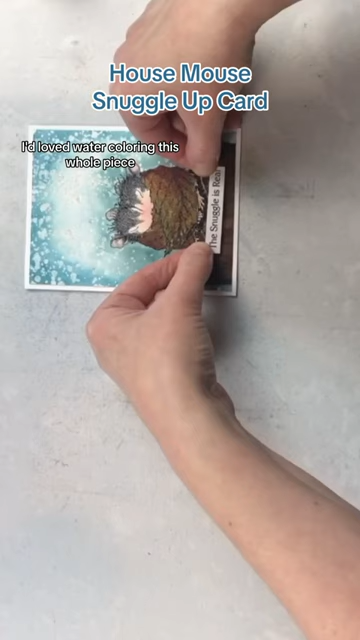 House Mouse
Snuggle Up Card
I'd loved water coloring this
whole piece
The Snuggle is Real